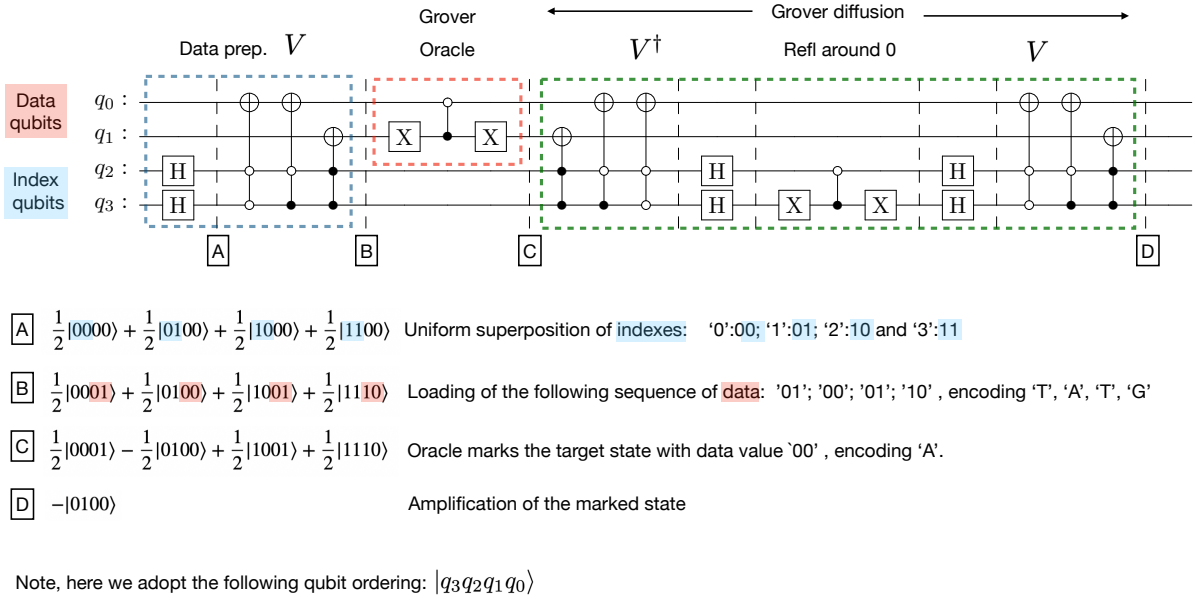 Grover
Grover diffusion
Data prep. V
Oracle
V†
Refl around 0
V
Data
qubits
q0 :
q1 : X X
Index
qubits
q2 : H H H
q3 : H H X X H
A B C D
A 1/2|0000⟩ + 1/2|0100⟩ + 1/2|1000⟩ + 1/2|1100⟩ Uniform superposition of indexes: ‘0’:00; ‘1’:01; ‘2’:10 and ‘3’:11
B 1/2|0001⟩ + 1/2|0100⟩ + 1/2|1001⟩ + 1/2|1110⟩ Loading of the following sequence of data: ’01’; ’00’; ’01’; ’10’ , encoding ‘T’, ‘A’, ‘T’, ‘G’
C 1/2|0001⟩ − 1/2|0100⟩ + 1/2|1001⟩ + 1/2|1110⟩ Oracle marks the target state with data value `00’ , encoding ‘A’.
D −|0100⟩ Amplification of the marked state
Note, here we adopt the following qubit ordering: |q3q2q1q0⟩